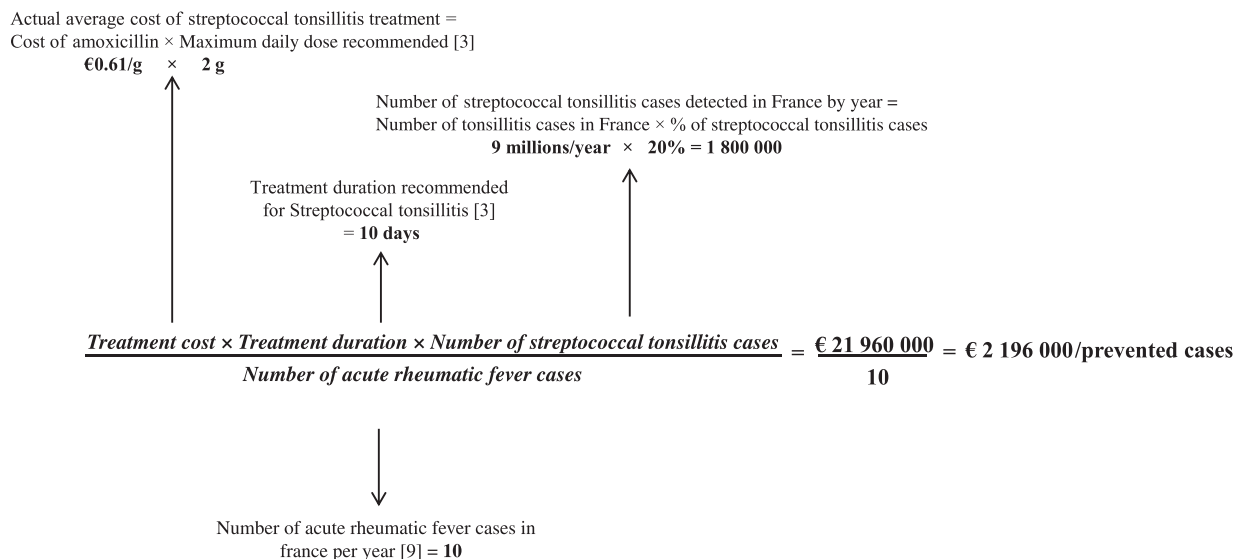 Actual average cost of streptococcal tonsillitis treatment =
Cost of amoxicillin × Maximum daily dose recommended [3]
€0.61/g × 2 g
Number of streptococcal tonsillitis cases detected in France by year =
Number of tonsillitis cases in France × % of streptococcal tonsillitis cases
9 millions/year × 20% = 1 800 000
Treatment duration recommended
for Streptococcal tonsillitis [3]
= 10 days
Treatment cost × Treatment duration × Number of streptococcal tonsillitis cases
Number of acute rheumatic fever cases
= € 21 960 000 = € 2 196 000/prevented cases
10
Number of acute rheumatic fever cases in
france per year [9] = 10